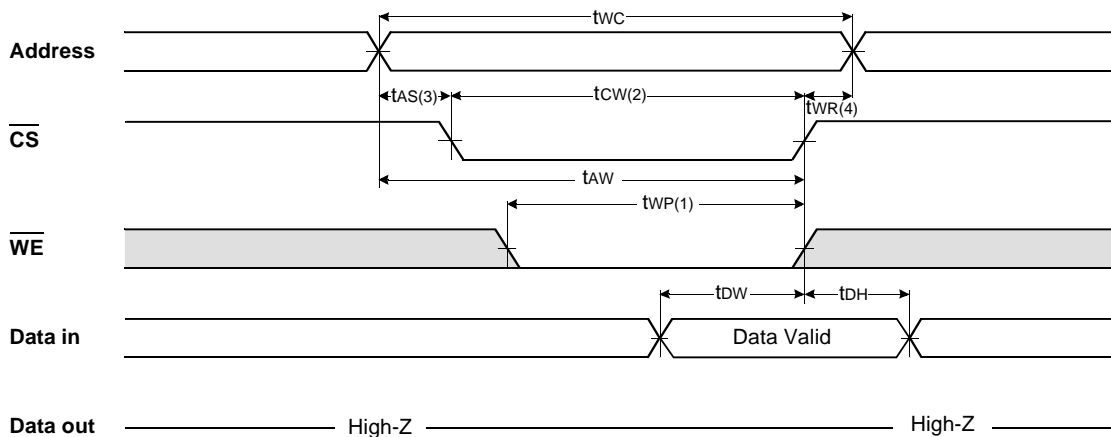 tWC
Address
tAS(3) tCW(2) tWR(4)
CS
tAW
tWP(1)
WE
tDW tDH
Data in Data Valid
Data out High-Z High-Z